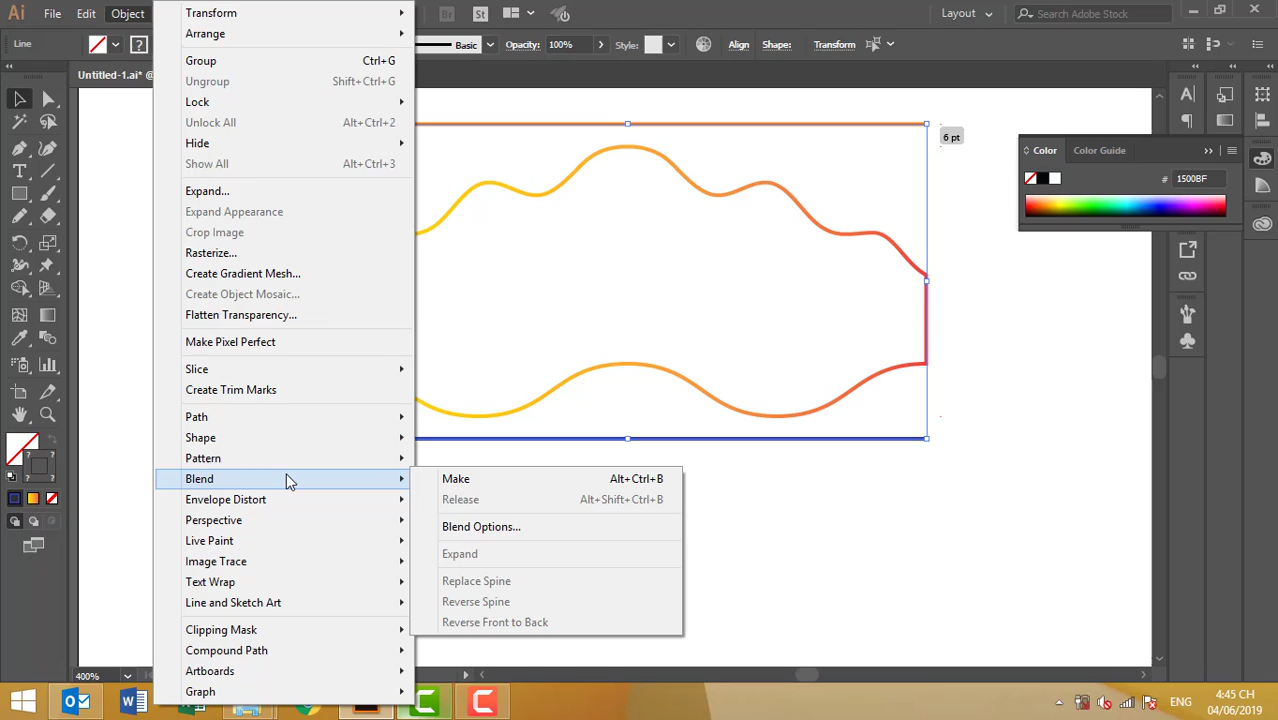 Ai File Edit Object Br St Layout Search Adobe Stock
Line Basic Opacity: 100% Style: Align Shape: Transform
Untitled-1.ai* @
Transform
Arrange
Group Ctrl+G
Ungroup Shift+Ctrl+G
Lock
Unlock All Alt+Ctrl+2
Hide
Show All Alt+Ctrl+3
Expand...
Expand Appearance
Crop Image
Rasterize...
Create Gradient Mesh...
Create Object Mosaic...
Flatten Transparency...
Make Pixel Perfect
Slice
Create Trim Marks
Path
Shape
Pattern
Blend
Envelope Distort
Perspective
Live Paint
Image Trace
Text Wrap
Line and Sketch Art
Clipping Mask
Compound Path
Artboards
Graph
Make Alt+Ctrl+B
Release Alt+Shift+Ctrl+B
Blend Options...
Expand
Replace Spine
Reverse Spine
Reverse Front to Back
6 pt
Color Color Guide
# 1500BF
400%
CHG
4:45 CH
04/06/2019